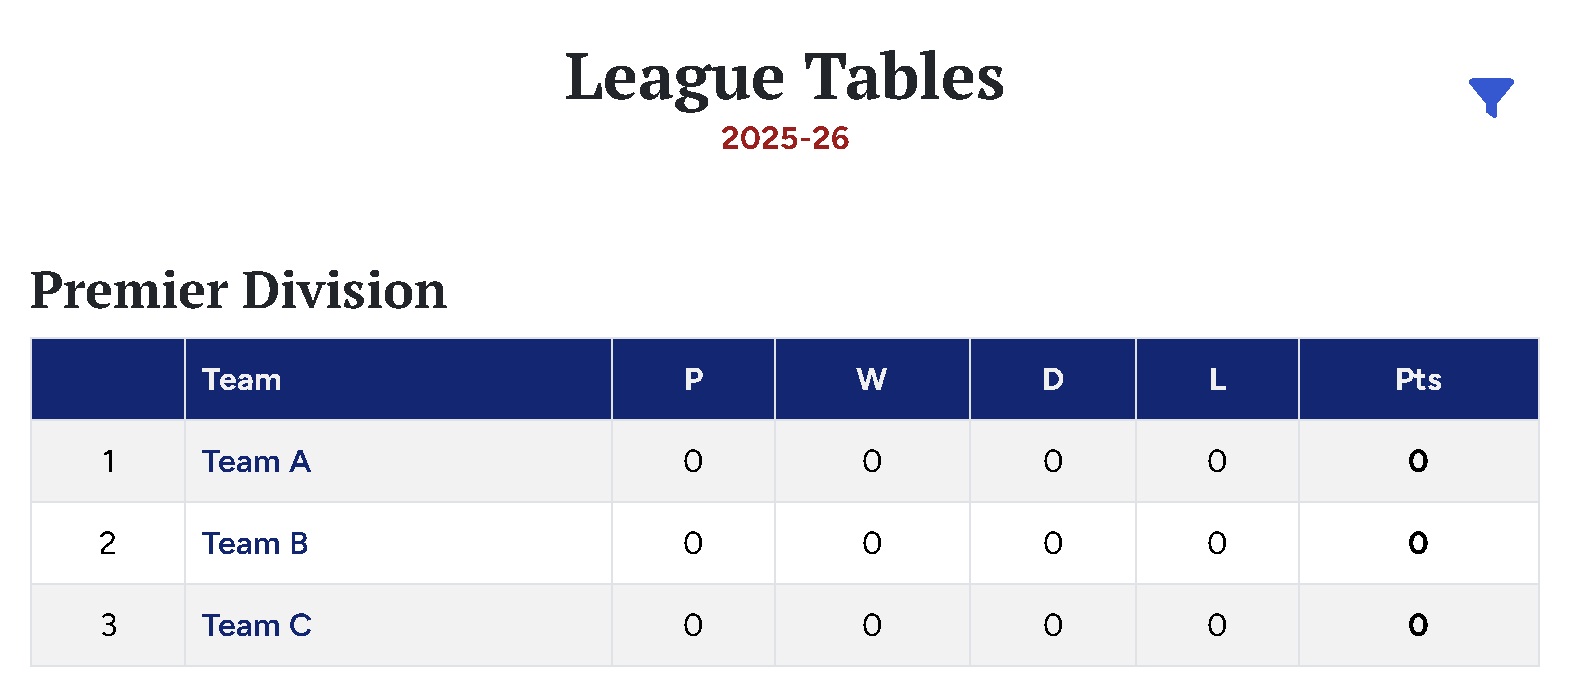 League Tables
2025-26
Premier Division
Team P W D L Pts
1 Team A 0 0 0 0 0
2 Team B 0 0 0 0 0
3 Team C 0 0 0 0 0